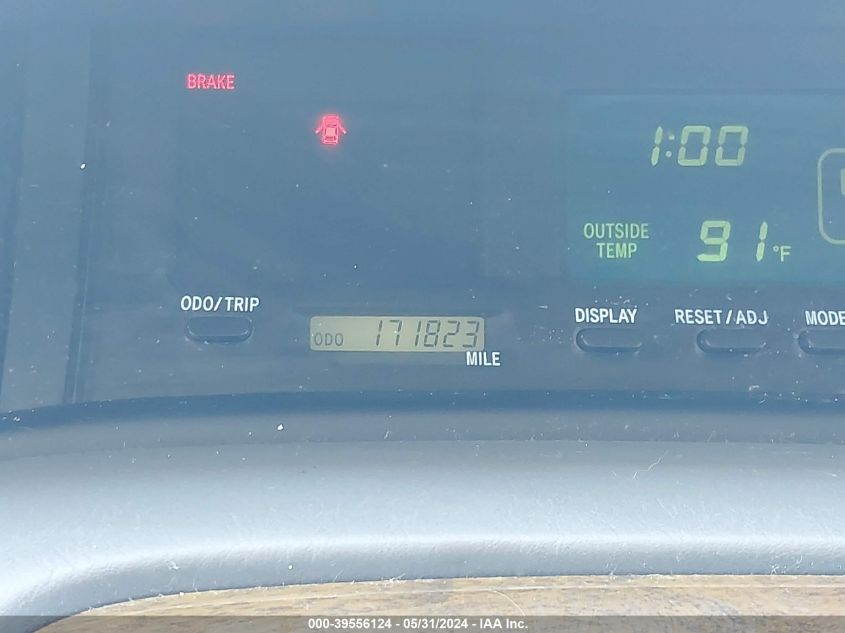 BRAKE
1:00
OUTSIDE
TEMP
91 °F
ODO/TRIP
ODO 171823
MILE
DISPLAY
RESET/ADJ
MODE
000-39556124 - 05/31/2024 - IAA Inc.